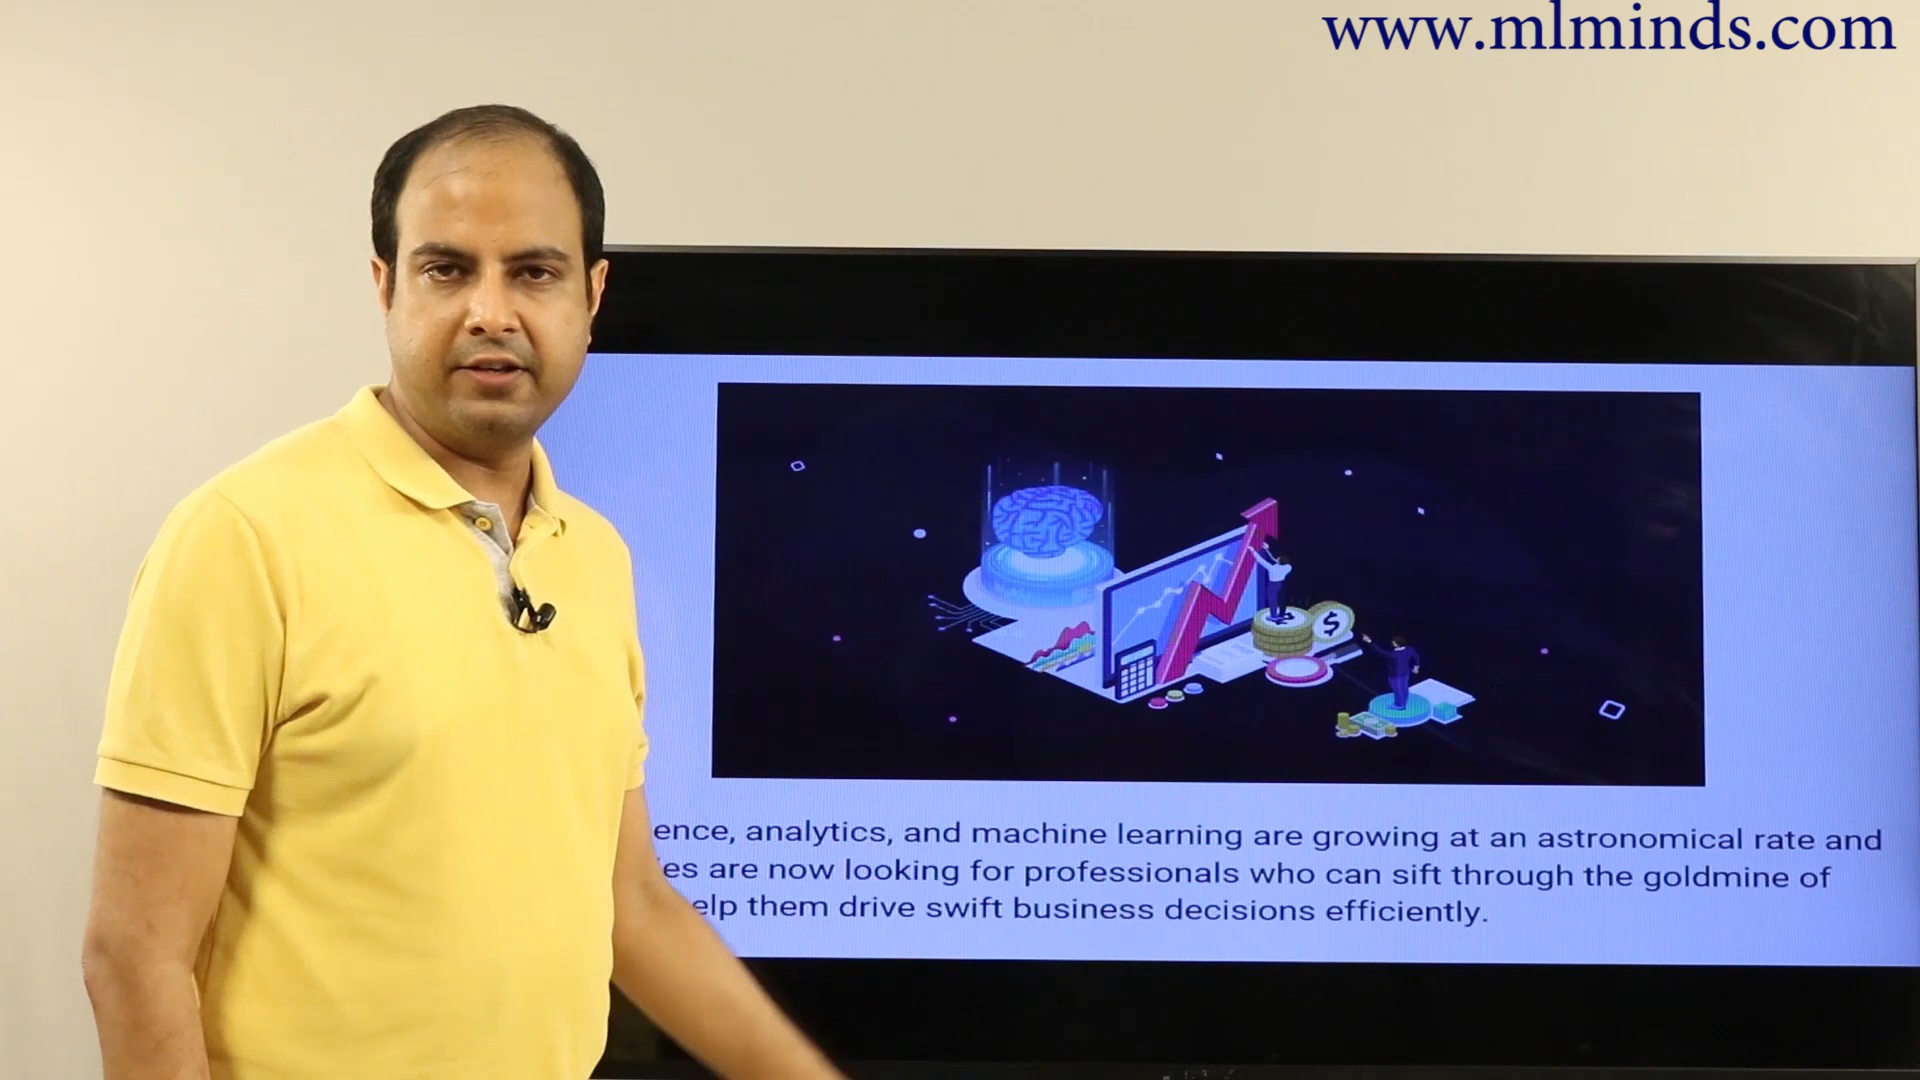 www.mlminds.com
ence, analytics, and machine learning are growing at an astronomical rate and
es are now looking for professionals who can sift through the goldmine of
elp them drive swift business decisions efficiently.
$